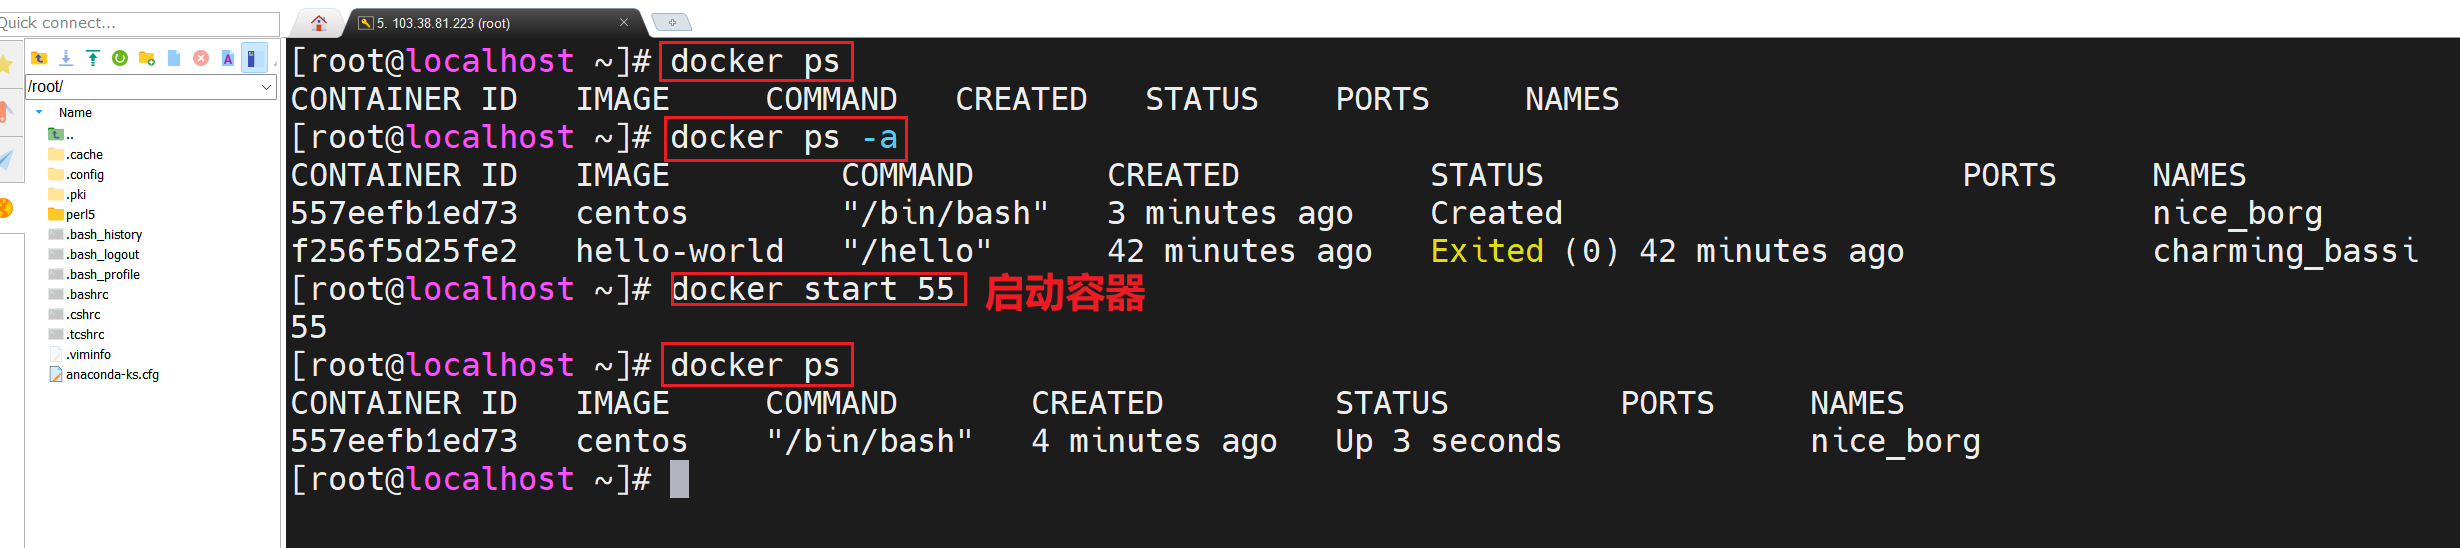 Quick connect...
5. 103.38.81.223 (root)
/root/
Name
..
.cache
.config
.pki
perl5
.bash_history
.bash_logout
.bash_profile
.bashrc
.cshrc
.tcshrc
.viminfo
anaconda-ks.cfg
[root@localhost ~]# docker ps
CONTAINER ID IMAGE COMMAND CREATED STATUS PORTS NAMES
[root@localhost ~]# docker ps -a
CONTAINER ID IMAGE COMMAND CREATED STATUS PORTS NAMES
557eefb1ed73 centos "/bin/bash" 3 minutes ago Created nice_borg
f256f5d25fe2 hello-world "/hello" 42 minutes ago Exited (0) 42 minutes ago charming_bassi
[root@localhost ~]# docker start 55 启动容器
55
[root@localhost ~]# docker ps
CONTAINER ID IMAGE COMMAND CREATED STATUS PORTS NAMES
557eefb1ed73 centos "/bin/bash" 4 minutes ago Up 3 seconds nice_borg
[root@localhost ~]#